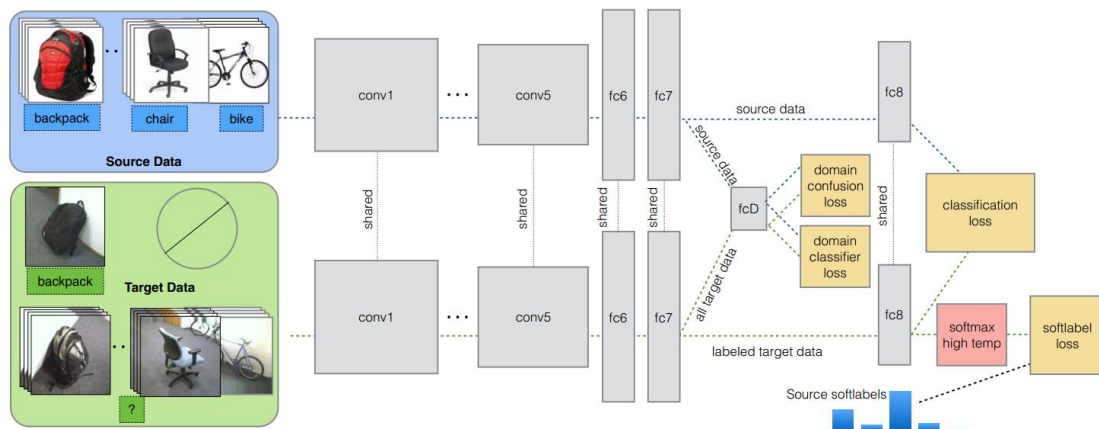 backpack
chair
bike
Source Data
backpack
Target Data
?
conv1
conv5
fc6
fc7
source data
fc8
shared
shared
shared
shared
source data
fcD
all target data
domain
confusion
loss
domain
classifier
loss
shared
classification
loss
conv1
conv5
fc6
fc7
labeled target data
fc8
softmax
high temp
softlabel
loss
Source softlabels